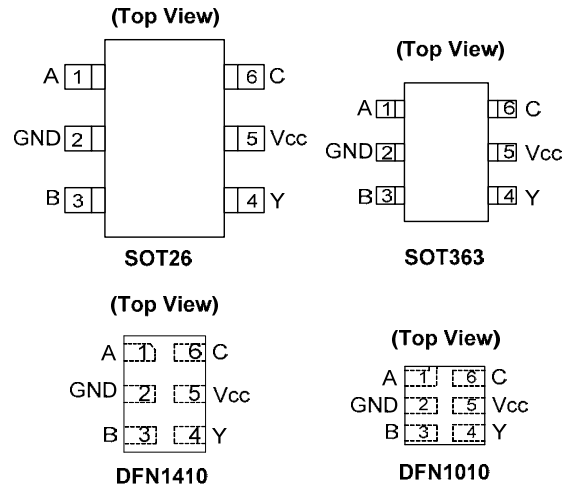 (Top View)
A 1 6 C
GND 2 5 Vcc
B 3 4 Y
SOT26
(Top View)
A 1 6 C
GND 2 5 Vcc
B 3 4 Y
SOT363
(Top View)
A 1 6 C
GND 2 5 Vcc
B 3 4 Y
DFN1410
(Top View)
A 1 6 C
GND 2 5 Vcc
B 3 4 Y
DFN1010